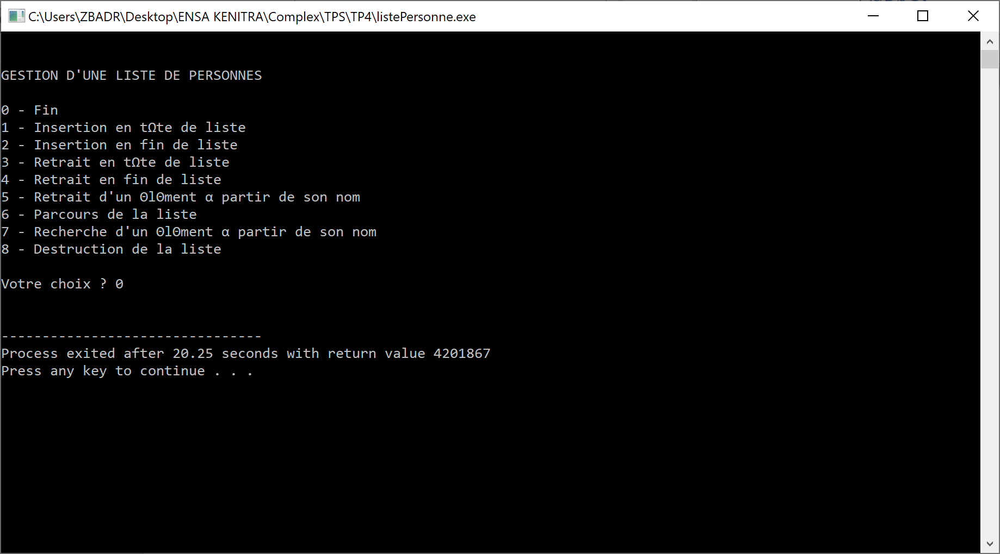 C:\Users\ZBADR\Desktop\ENSA KENITRA\Complex\TPS\TP4\listePersonne.exe
GESTION D'UNE LISTE DE PERSONNES
0 - Fin
1 - Insertion en tΩte de liste
2 - Insertion en fin de liste
3 - Retrait en tΩte de liste
4 - Retrait en fin de liste
5 - Retrait d'un ΘlΘment α partir de son nom
6 - Parcours de la liste
7 - Recherche d'un ΘlΘment α partir de son nom
8 - Destruction de la liste
Votre choix ? 0
--------------------------------
Process exited after 20.25 seconds with return value 4201867
Press any key to continue . . .